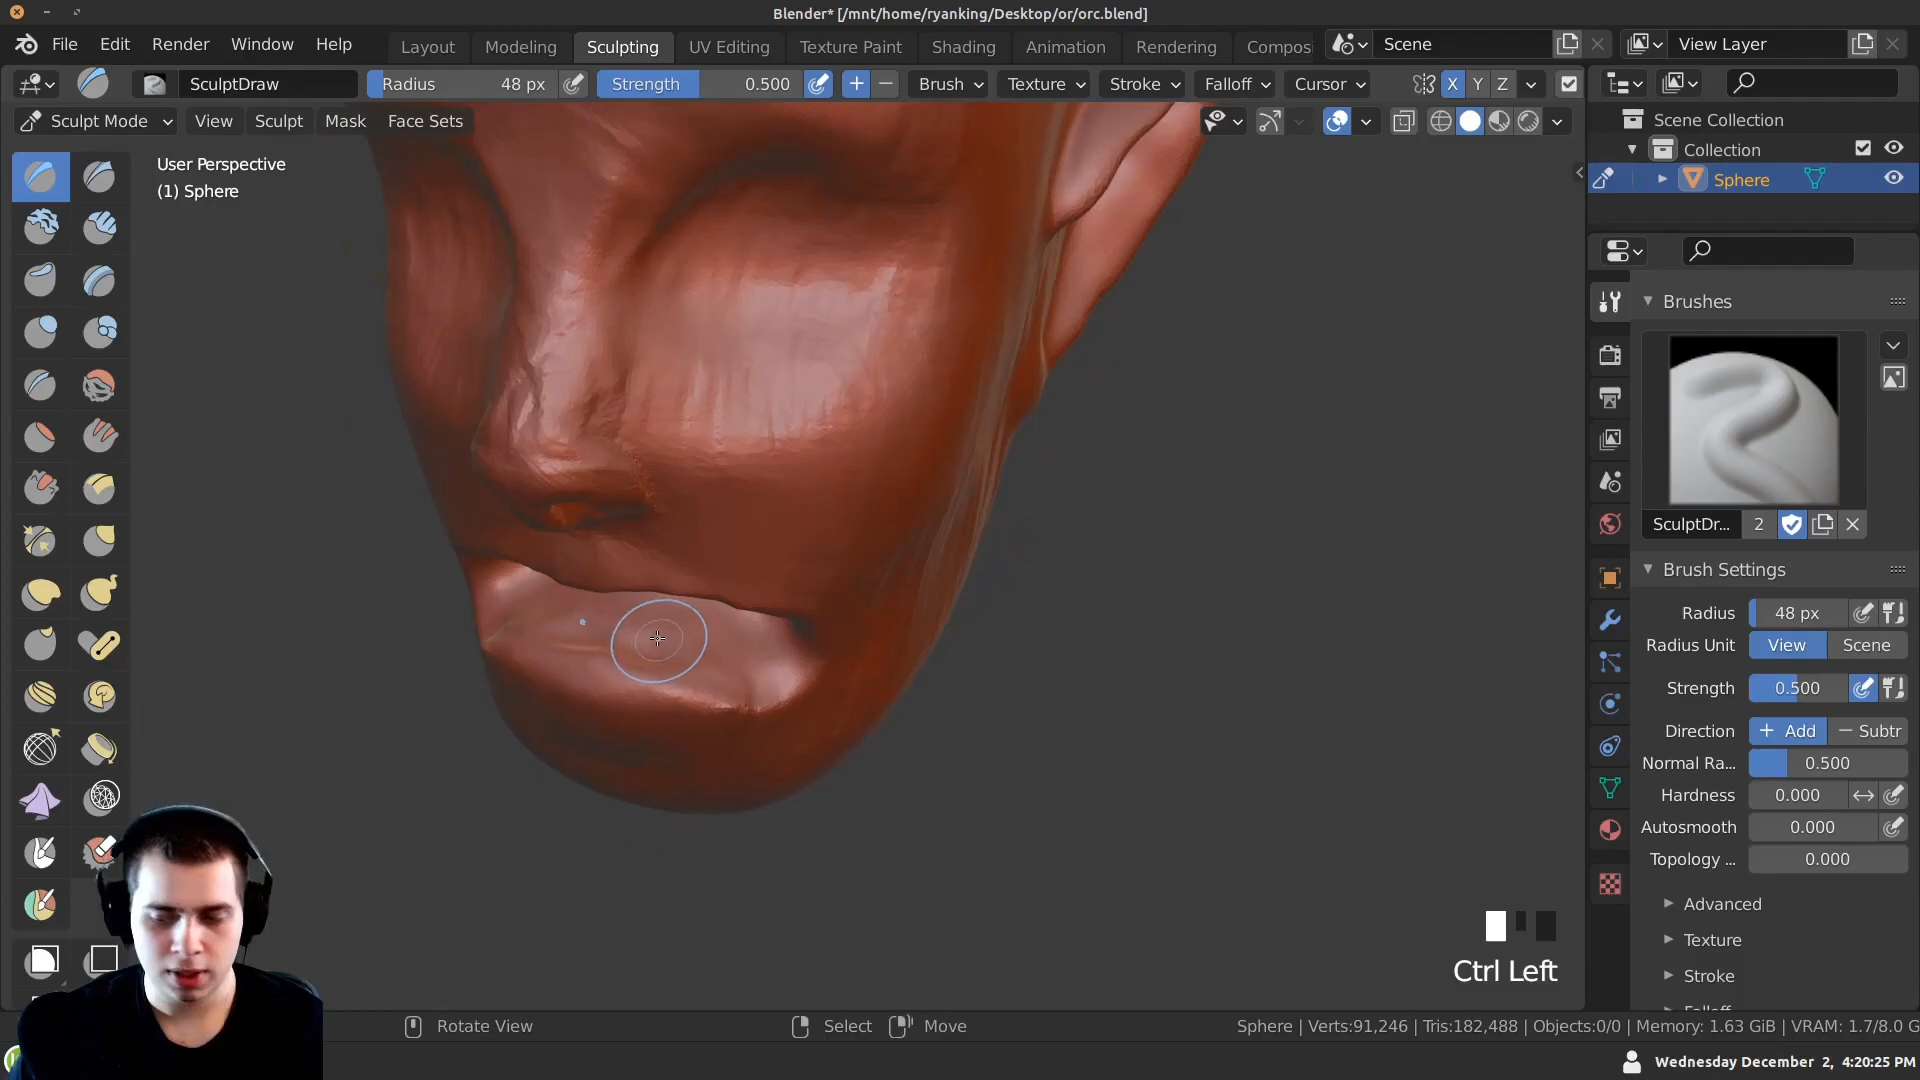 Blender* [/mnt/home/ryanking/Desktop/or/orc.blend]
File Edit Render Window Help Layout Modeling Sculpting UV Editing Texture Paint Shading Animation Rendering Compos Scene View Layer
SculptDraw Radius 48 px Strength 0.500 Brush Texture Stroke Falloff Cursor X Y Z
Sculpt Mode View Sculpt Mask Face Sets
Scene Collection
Collection
Sphere
User Perspective
(1) Sphere
Brushes
SculptDr... 2
Brush Settings
Radius 48 px
Radius Unit View Scene
Strength 0.500
Direction + Add − Subtr
Normal Ra... 0.500
Hardness 0.000
Autosmooth 0.000
Topology ... 0.000
Advanced
Texture
Stroke
Falloff
Ctrl Left
Rotate View Select Move Sphere | Verts:91,246 | Tris:182,488 | Objects:0/0 | Memory: 1.63 GiB | VRAM: 1.7/8.0 G
Wednesday December 2, 4:20:25 PM